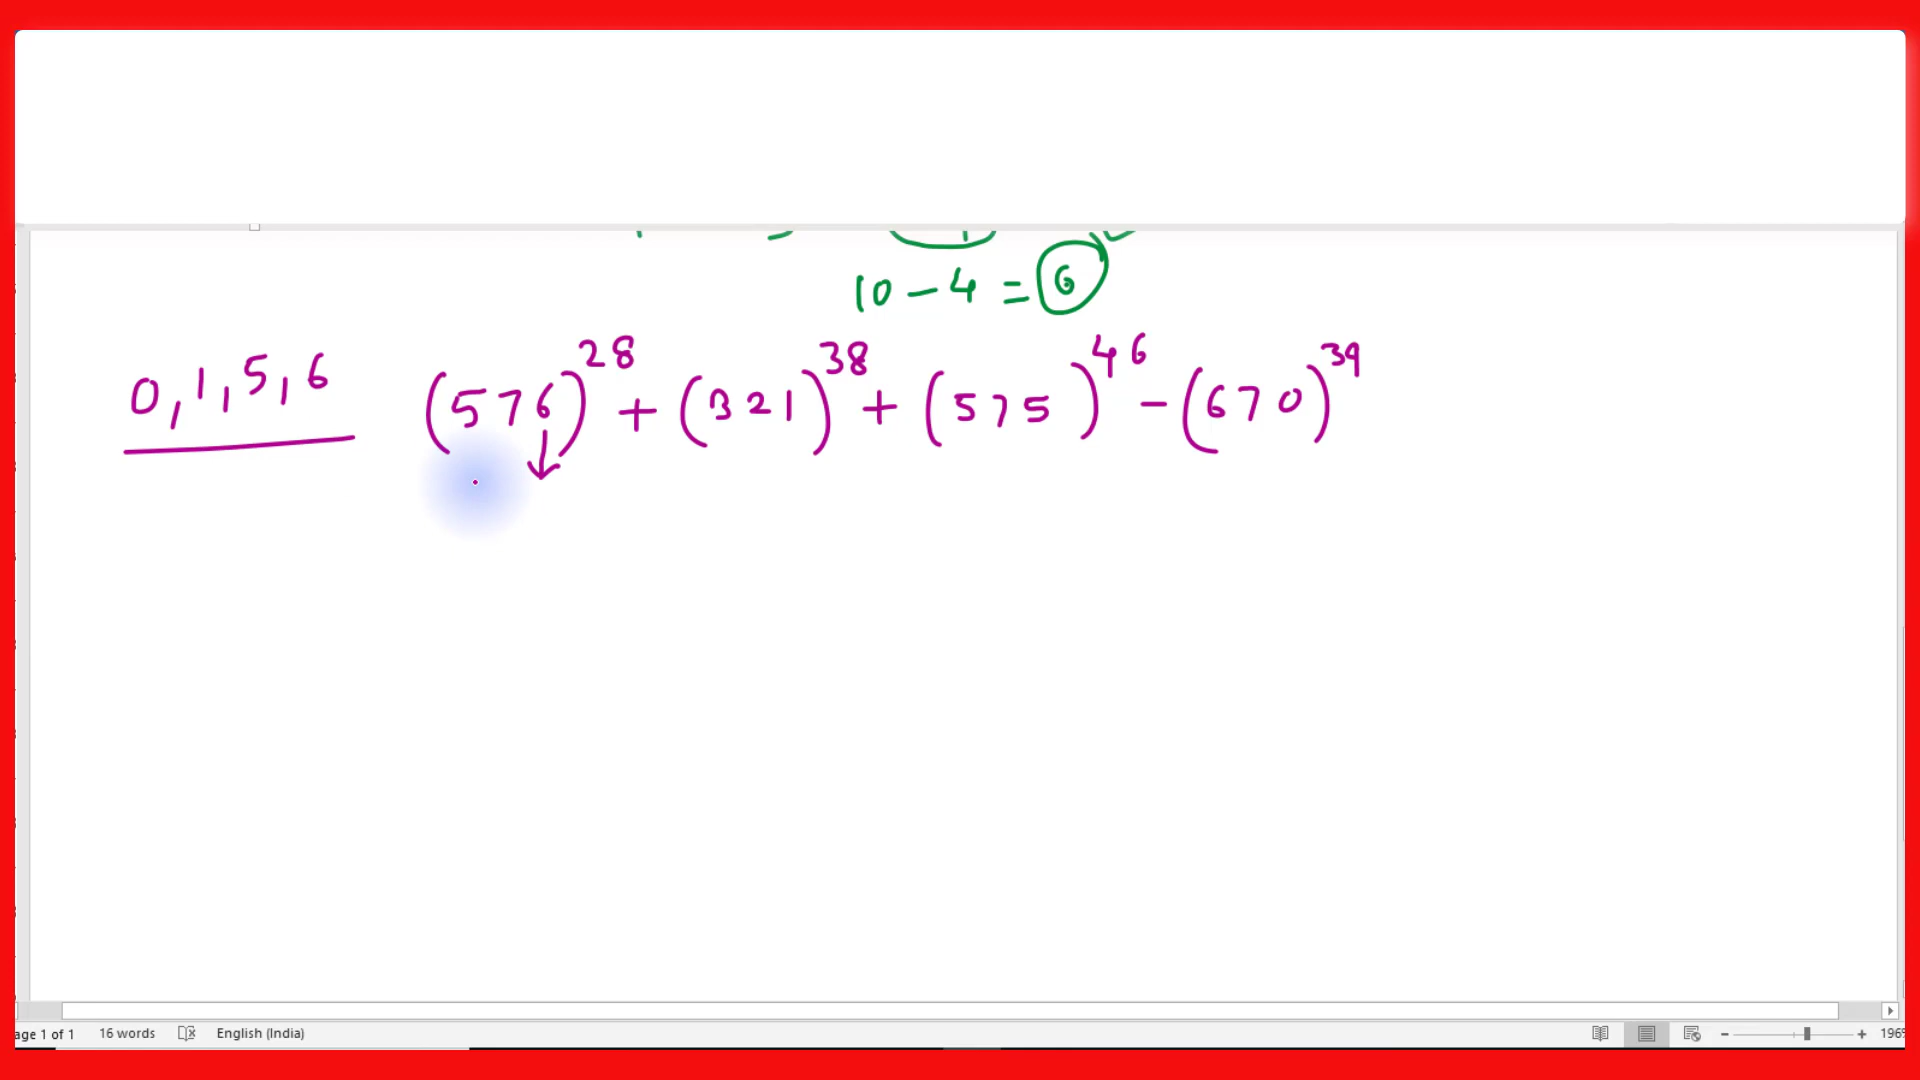 10 - 4 = 6
0, 1, 5, 6 (576)^28 + (321)^38 + (575)^46 - (670)^39
age 1 of 1 16 words English (India) - + 196%